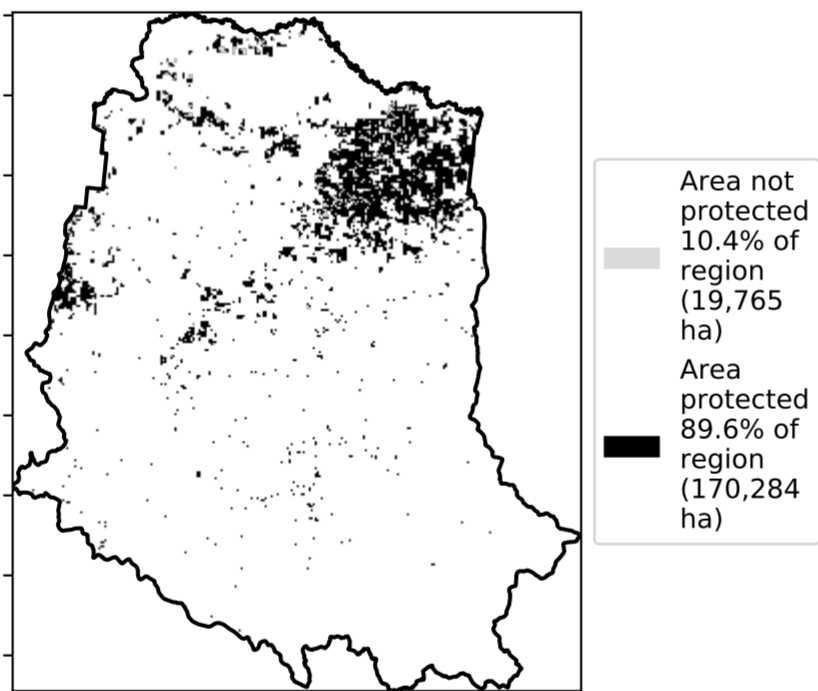 Area not
protected
10.4% of
region
(19,765
ha)
Area
protected
89.6% of
region
(170,284
ha)